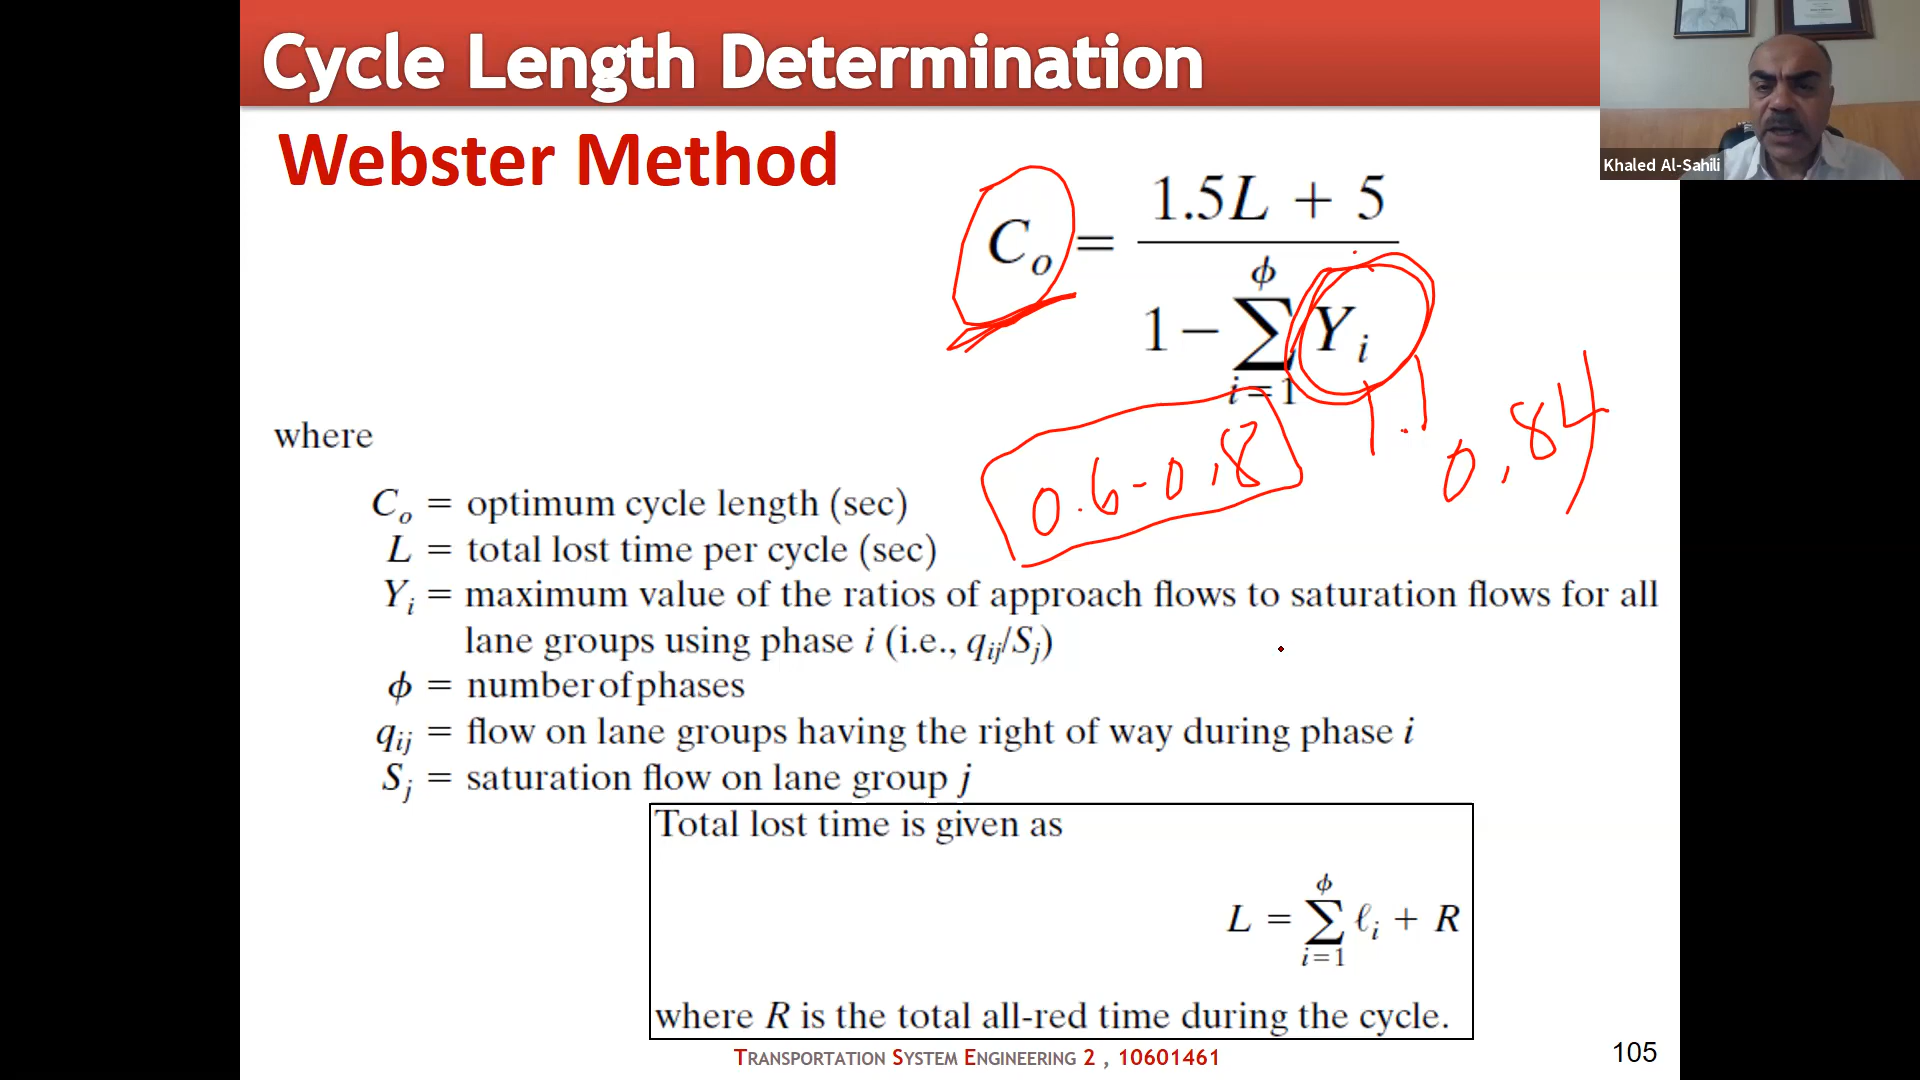 Cycle Length Determination
Webster Method
Khaled Al-Sahili
C_o = (1.5L + 5) / (1 − ∑_{i=1}^{ϕ} Y_i)
1.1
0.84
0.6-0.8
where
C_o = optimum cycle length (sec)
L = total lost time per cycle (sec)
Y_i = maximum value of the ratios of approach flows to saturation flows for all
lane groups using phase i (i.e., q_ij/S_j)
ϕ = number of phases
q_ij = flow on lane groups having the right of way during phase i
S_j = saturation flow on lane group j
Total lost time is given as
L = ∑_{i=1}^{ϕ} ℓ_i + R
where R is the total all-red time during the cycle.
TRANSPORTATION SYSTEM ENGINEERING 2 , 10601461
105